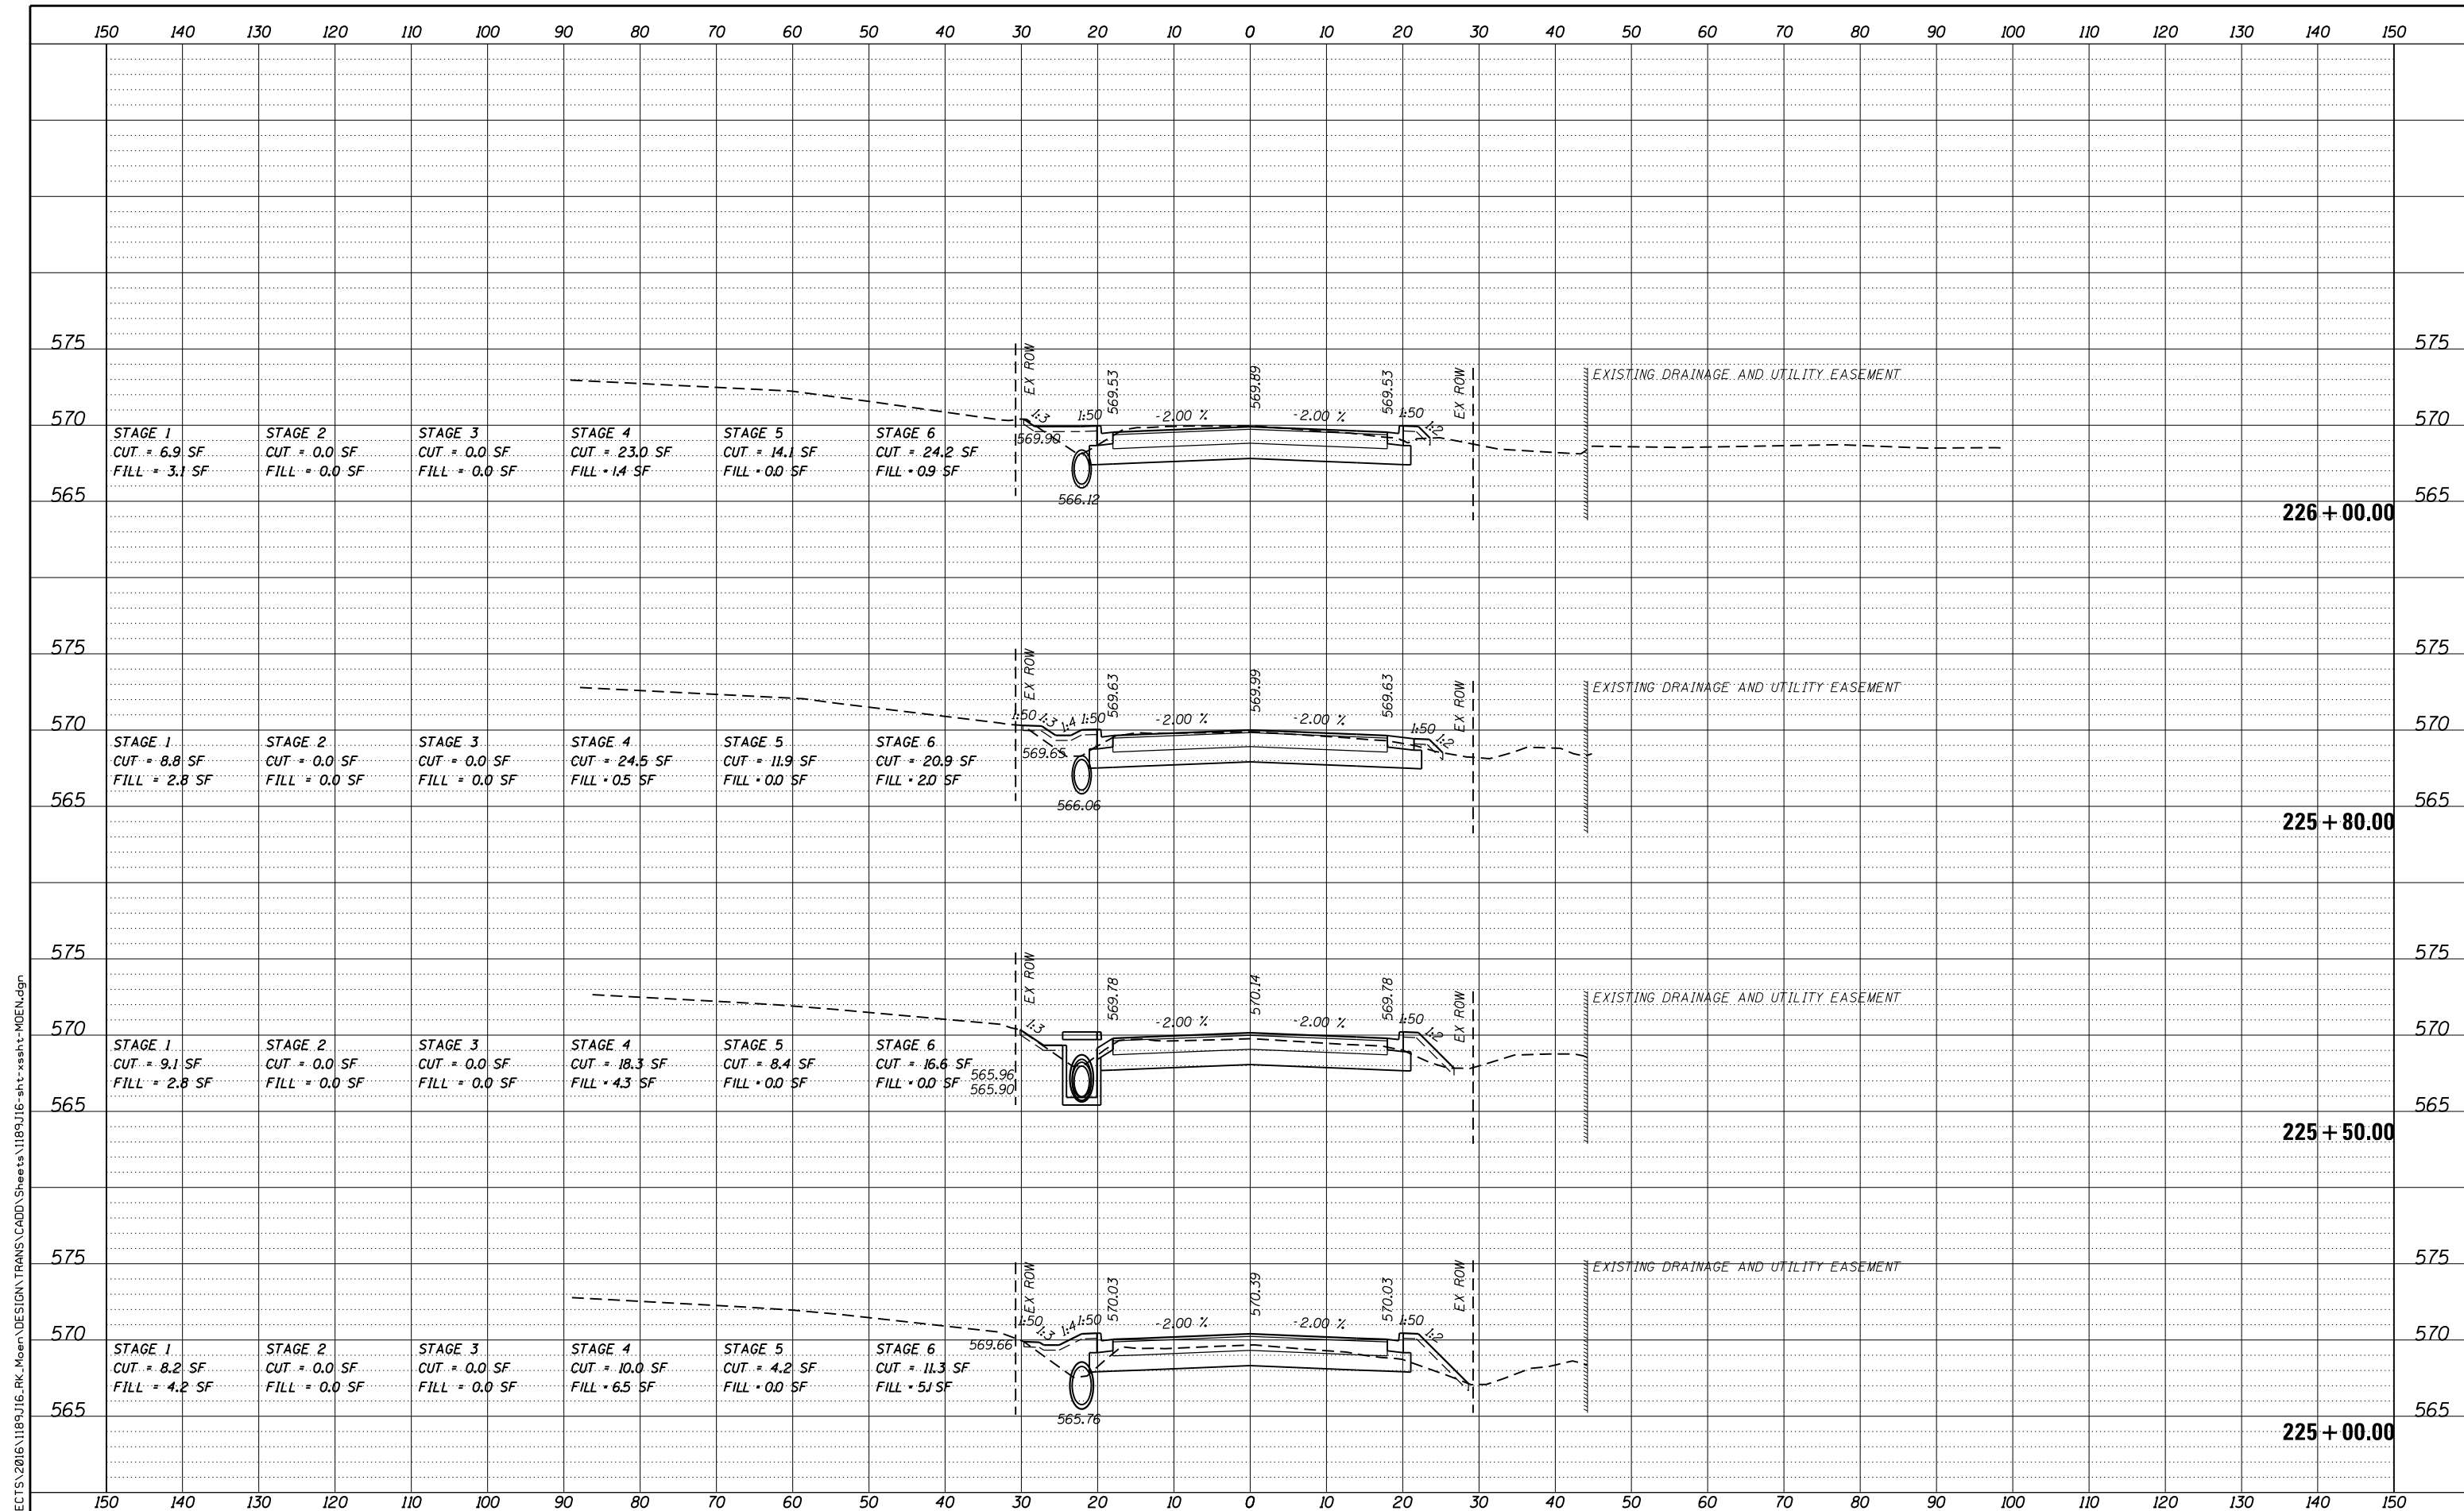 150 140 130 120 110 100 90 80 70 60 50 40 30 20 10 0 10 20 30 40 50 60 70 80 90 100 110 120 130 140 150
575 575
EX ROW 569.53 569.89 569.53 EX ROW EXISTING DRAINAGE AND UTILITY EASEMENT
570 1:3 1:50 -2.00 % -2.00 % 1:50 1:2 570
STAGE 1 STAGE 2 STAGE 3 STAGE 4 STAGE 5 STAGE 6 569.90
CUT = 6.9 SF CUT = 0.0 SF CUT = 0.0 SF CUT = 23.0 SF CUT = 14.1 SF CUT = 24.2 SF
FILL = 3.1 SF FILL = 0.0 SF FILL = 0.0 SF FILL = 1.4 SF FILL = 0.0 SF FILL = 0.9 SF
565 566.12 565
226+00.00
575 575
EX ROW 569.63 569.99 569.63 EX ROW EXISTING DRAINAGE AND UTILITY EASEMENT
570 1:50 1:3 1:4 1:50 -2.00 % -2.00 % 1:50 1:2 570
STAGE 1 STAGE 2 STAGE 3 STAGE 4 STAGE 5 STAGE 6 569.65
CUT = 8.8 SF CUT = 0.0 SF CUT = 0.0 SF CUT = 24.5 SF CUT = 11.9 SF CUT = 20.9 SF
FILL = 2.8 SF FILL = 0.0 SF FILL = 0.0 SF FILL = 0.5 SF FILL = 0.0 SF FILL = 2.0 SF
565 566.06 565
225+80.00
575 575
EX ROW 569.78 570.14 569.78 EX ROW EXISTING DRAINAGE AND UTILITY EASEMENT
570 1:3 -2.00 % -2.00 % 1:50 1:2 570
STAGE 1 STAGE 2 STAGE 3 STAGE 4 STAGE 5 STAGE 6
CUT = 9.1 SF CUT = 0.0 SF CUT = 0.0 SF CUT = 18.3 SF CUT = 8.4 SF CUT = 16.6 SF 565.96
FILL = 2.8 SF FILL = 0.0 SF FILL = 0.0 SF FILL = 4.3 SF FILL = 0.0 SF FILL = 0.0 SF 565.90
565 565
225+50.00
575 575
EX ROW 570.03 570.39 570.03 EX ROW EXISTING DRAINAGE AND UTILITY EASEMENT
570 1:50 1:3 1:4 1:50 -2.00 % -2.00 % 1:50 1:2 570
STAGE 1 STAGE 2 STAGE 3 STAGE 4 STAGE 5 STAGE 6 569.66
CUT = 8.2 SF CUT = 0.0 SF CUT = 0.0 SF CUT = 10.0 SF CUT = 4.2 SF CUT = 11.3 SF
FILL = 4.2 SF FILL = 0.0 SF FILL = 0.0 SF FILL = 6.5 SF FILL = 0.0 SF FILL = 5.1 SF
565 565.76 565
225+00.00
150 140 130 120 110 100 90 80 70 60 50 40 30 20 10 0 10 20 30 40 50 60 70 80 90 100 110 120 130 140 150
ECTS\2016\1189J16_RK_Moen\DESIGN\TRANS\CADD\Sheets\1189J16-sht-xssht-MOEN.dgn